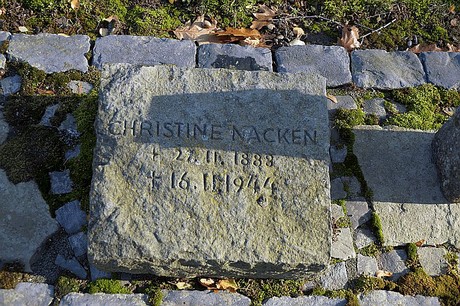 CHRISTINE NACKEN
✝ 27.11.1888
✝ 16.11.1944